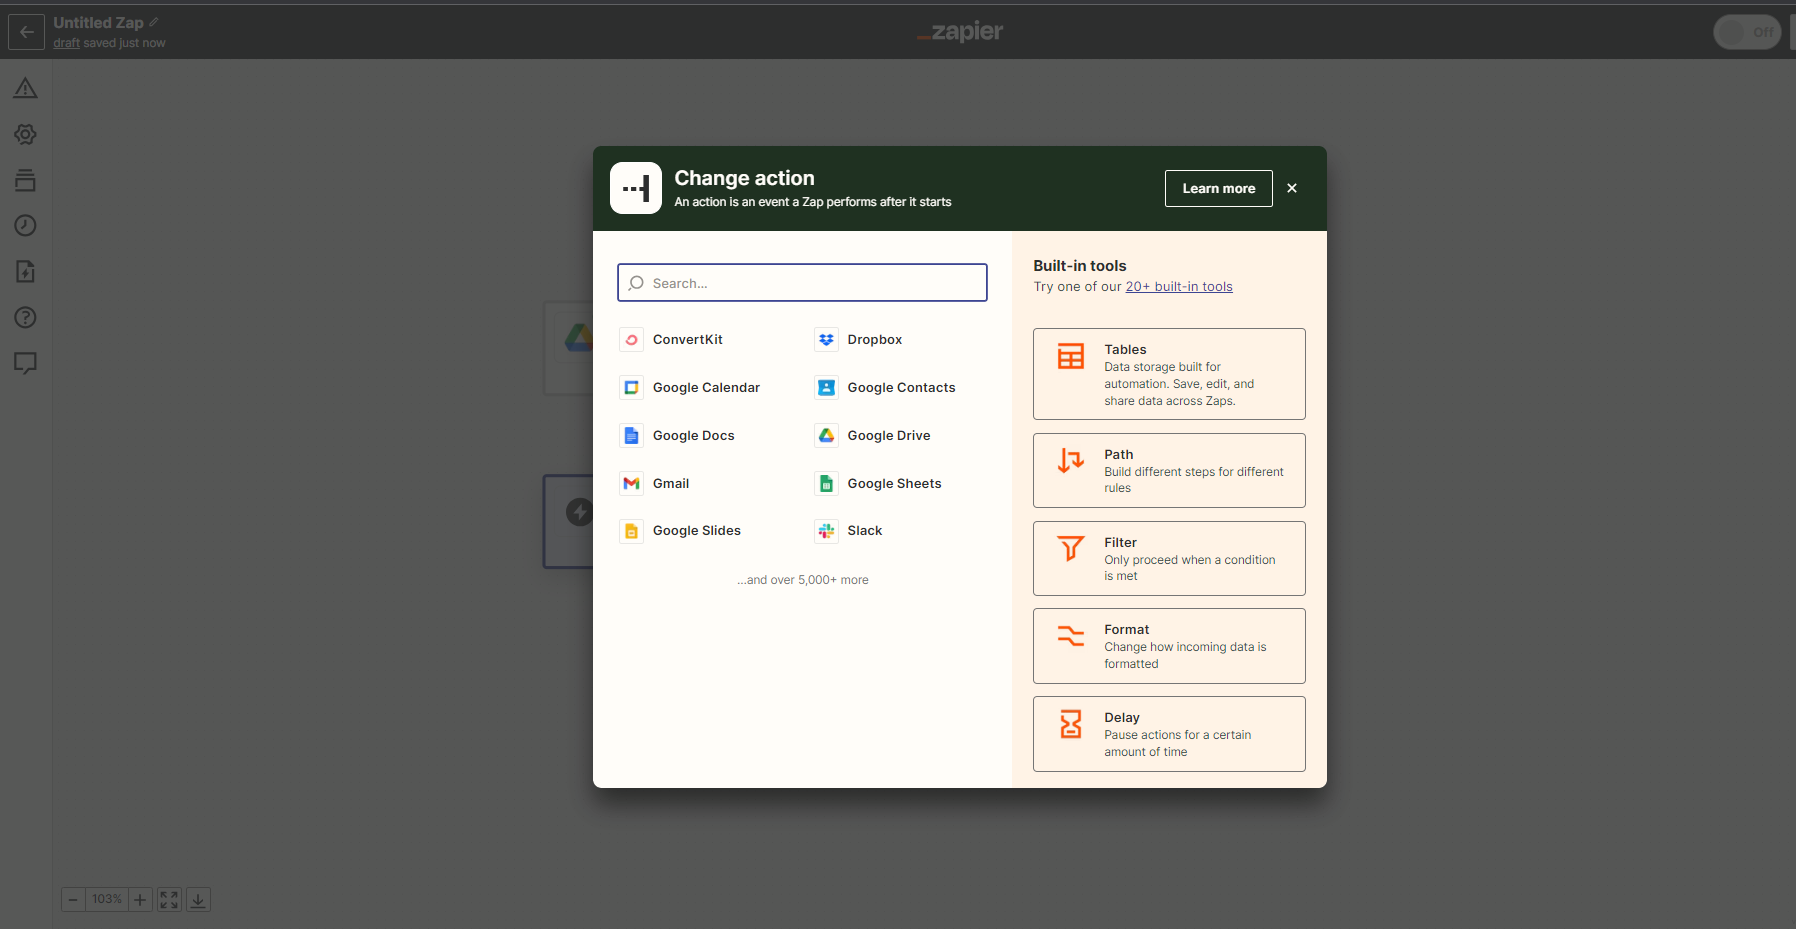 Untitled Zap
draft saved just now
zapier
Off
Change action
An action is an event a Zap performs after it starts
Learn more
Search...
ConvertKit
Dropbox
Google Calendar
Google Contacts
Google Docs
Google Drive
Gmail
Google Sheets
Google Slides
Slack
...and over 5,000+ more
Built-in tools
Try one of our 20+ built-in tools
Tables
Data storage built for
automation. Save, edit, and
share data across Zaps.
Path
Build different steps for different
rules
Filter
Only proceed when a condition
is met
Format
Change how incoming data is
formatted
Delay
Pause actions for a certain
amount of time
103%